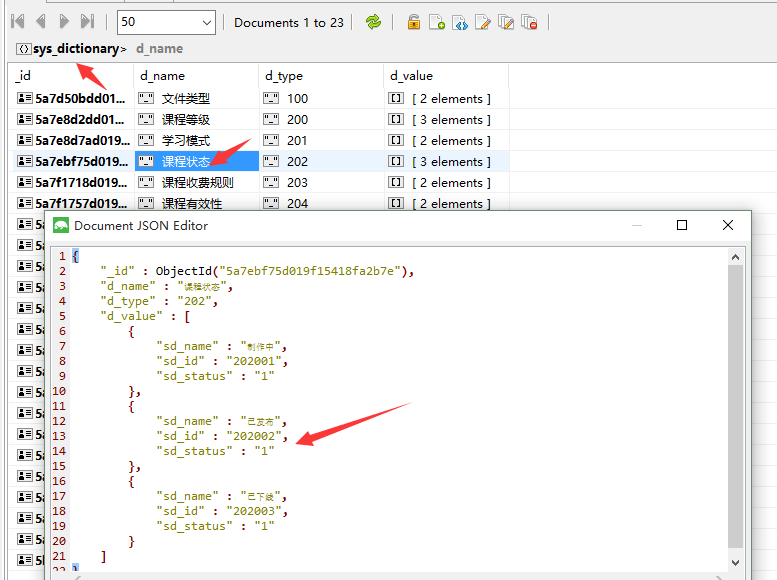 50 Documents 1 to 23
sys_dictionary> d_name
_id d_name d_type d_value
5a7d50bdd01... 文件类型 100 [ 2 elements ]
5a7e8d2dd01... 课程等级 200 [ 3 elements ]
5a7e8d7ad019... 学习模式 201 [ 2 elements ]
5a7ebf75d019... 课程状态 202 [ 3 elements ]
5a7f1718d019... 课程收费规则 203 [ 2 elements ]
5a7f1757d019... 课程有效性 204 [ 2 elements ]
Document JSON Editor
1 {
2 "_id" : ObjectId("5a7ebf75d019f15418fa2b7e"),
3 "d_name" : "课程状态",
4 "d_type" : "202",
5 "d_value" : [
6 {
7 "sd_name" : "制作中",
8 "sd_id" : "202001",
9 "sd_status" : "1"
10 },
11 {
12 "sd_name" : "已发布",
13 "sd_id" : "202002",
14 "sd_status" : "1"
15 },
16 {
17 "sd_name" : "已下线",
18 "sd_id" : "202003",
19 "sd_status" : "1"
20 }
21 ]
22 }